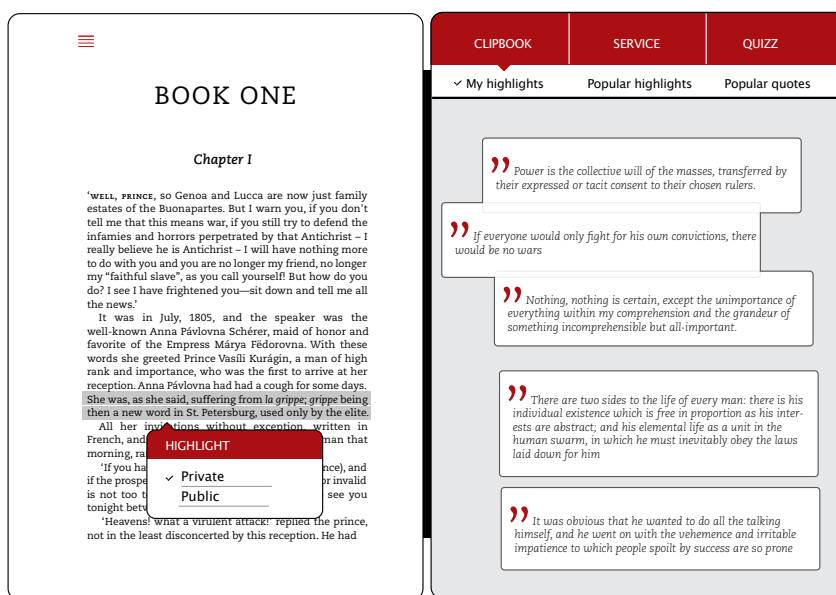 BOOK ONE
Chapter I
‘WELL, PRINCE, so Genoa and Lucca are now just family
estates of the Buonapartes. But I warn you, if you don’t
tell me that this means war, if you still try to defend the
infamies and horrors perpetrated by that Antichrist – I
really believe he is Antichrist – I will have nothing more
to do with you and you are no longer my friend, no longer
my “faithful slave”, as you call yourself! But how do you
do? I see I have frightened you—sit down and tell me all
the news.’
It was in July, 1805, and the speaker was the
well-known Anna Pávlovna Schérer, maid of honor and
favorite of the Empress Márya Fëdorovna. With these
words she greeted Prince Vasíli Kurágin, a man of high
rank and importance, who was the first to arrive at her
reception. Anna Pávlovna had had a cough for some days.
She was, as she said, suffering from la grippe; grippe being
then a new word in St. Petersburg, used only by the elite.
All her invitations without exception, written in
French, and man that
morning, ra
‘If you ha nce), and
if the prospe or invalid
is not too t see you
tonight betw
‘Heavens! what a virulent attack!’ replied the prince,
not in the least disconcerted by this reception. He had
HIGHLIGHT
Private
Public
CLIPBOOK
SERVICE
QUIZZ
My highlights
Popular highlights
Popular quotes
” Power is the collective will of the masses, transferred by
their expressed or tacit consent to their chosen rulers.
” If everyone would only fight for his own convictions, there
would be no wars
” Nothing, nothing is certain, except the unimportance of
everything within my comprehension and the grandeur of
something incomprehensible but all-important.
” There are two sides to the life of every man: there is his
individual existence which is free in proportion as his inter-
ests are abstract; and his elemental life as a unit in the
human swarm, in which he must inevitably obey the laws
laid down for him
” It was obvious that he wanted to do all the talking
himself, and he went on with the vehemence and irritable
impatience to which people spoilt by success are so prone